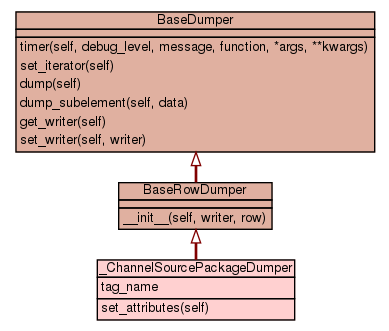 BaseDumper
timer(self, debug_level, message, function, *args, **kwargs)
set_iterator(self)
dump(self)
dump_subelement(self, data)
get_writer(self)
set_writer(self, writer)
BaseRowDumper
__init__(self, writer, row)
_ChannelSourcePackageDumper
tag_name
set_attributes(self)